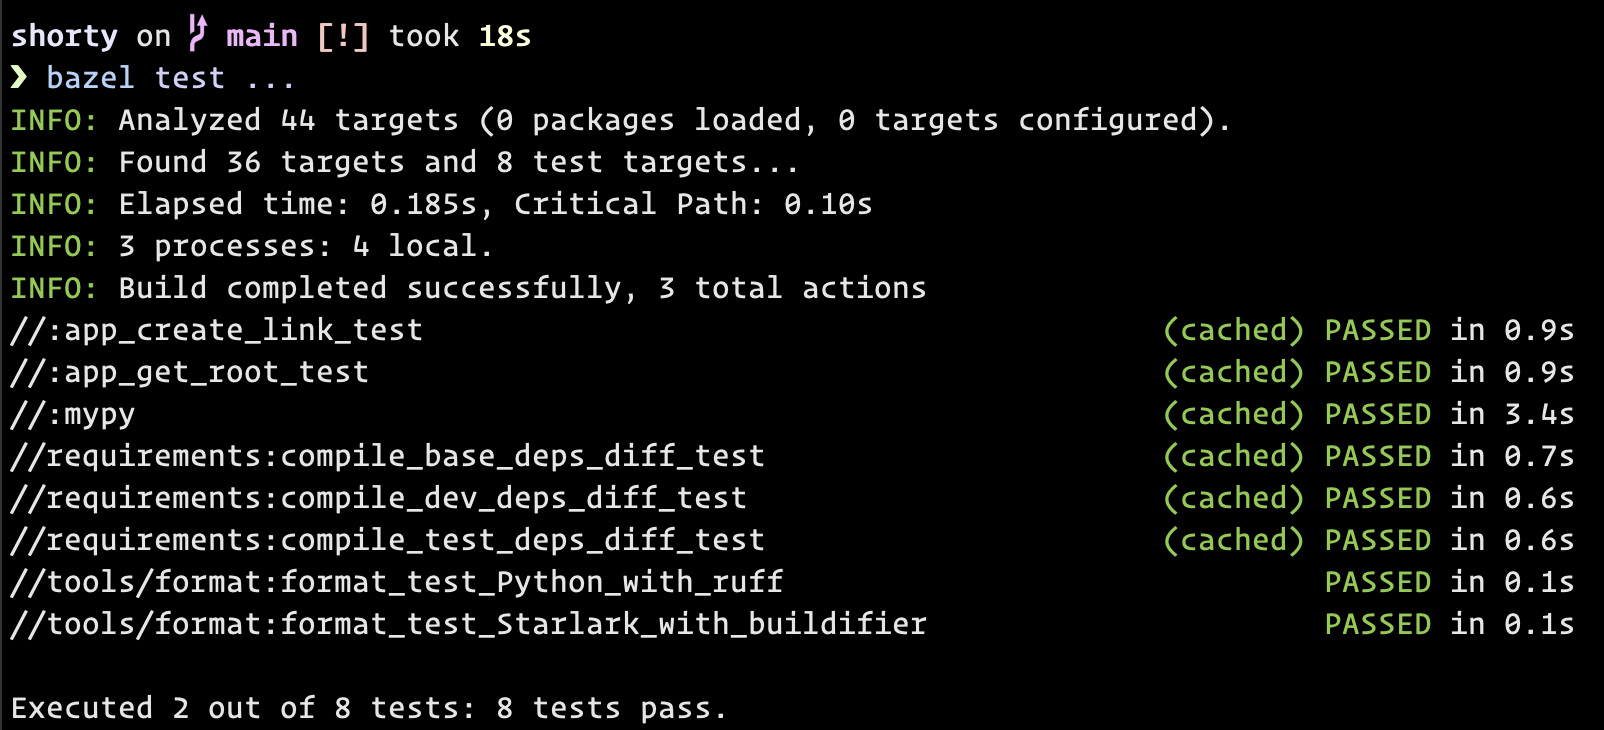 shorty on main [!] took 18s
❯ bazel test ...
INFO: Analyzed 44 targets (0 packages loaded, 0 targets configured).
INFO: Found 36 targets and 8 test targets...
INFO: Elapsed time: 0.185s, Critical Path: 0.10s
INFO: 3 processes: 4 local.
INFO: Build completed successfully, 3 total actions
//:app_create_link_test (cached) PASSED in 0.9s
//:app_get_root_test (cached) PASSED in 0.9s
//:mypy (cached) PASSED in 3.4s
//requirements:compile_base_deps_diff_test (cached) PASSED in 0.7s
//requirements:compile_dev_deps_diff_test (cached) PASSED in 0.6s
//requirements:compile_test_deps_diff_test (cached) PASSED in 0.6s
//tools/format:format_test_Python_with_ruff PASSED in 0.1s
//tools/format:format_test_Starlark_with_buildifier PASSED in 0.1s
Executed 2 out of 8 tests: 8 tests pass.